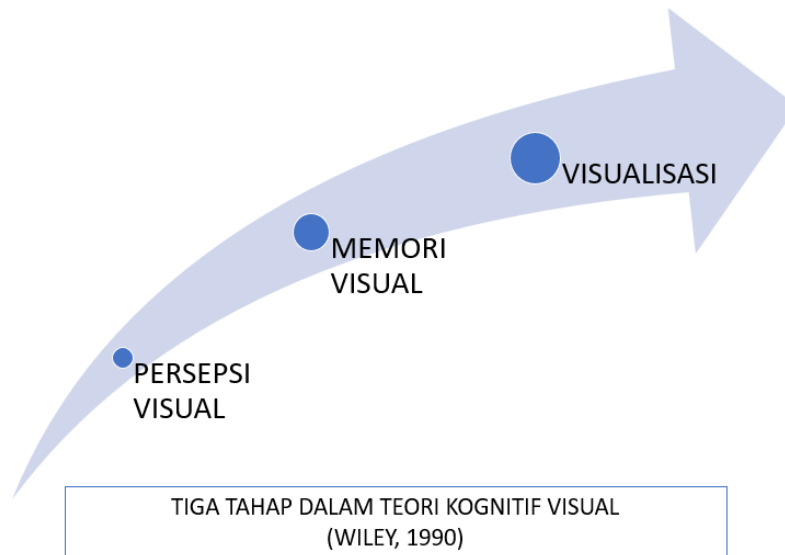 VISUALISASI
MEMORI
VISUAL
PERSEPSI
VISUAL
TIGA TAHAP DALAM TEORI KOGNITIF VISUAL
(WILEY, 1990)